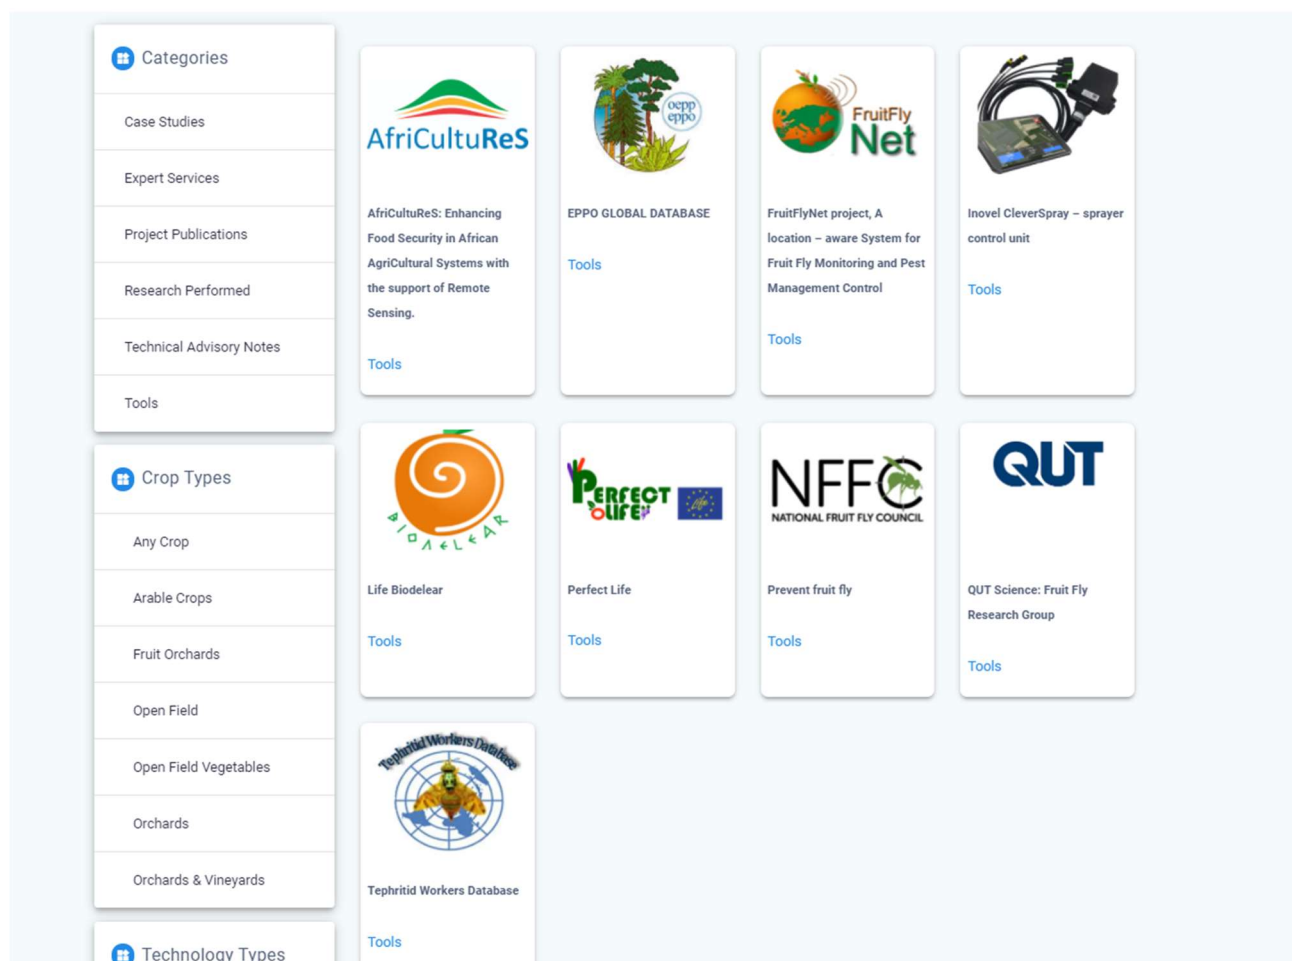 Categories
Case Studies
Expert Services
Project Publications
Research Performed
Technical Advisory Notes
Tools
Crop Types
Any Crop
Arable Crops
Fruit Orchards
Open Field
Open Field Vegetables
Orchards
Orchards & Vineyards
Technology Types
AfriCultuReS
AfriCultuReS: Enhancing
Food Security in African
AgriCultural Systems with
the support of Remote
Sensing.
Tools
oepp
eppo
EPPO GLOBAL DATABASE
Tools
FruitFly
Net
FruitFlyNet project, A
location – aware System for
Fruit Fly Monitoring and Pest
Management Control
Tools
Inovel CleverSpray – sprayer
control unit
Tools
BIODELEAR
Life Biodelear
Tools
PERFECT
LIFE
Life
Perfect Life
Tools
NFFC
NATIONAL FRUIT FLY COUNCIL
Prevent fruit fly
Tools
QUT
QUT Science: Fruit Fly
Research Group
Tools
Tephritid Workers Database
Tephritid Workers Database
Tools